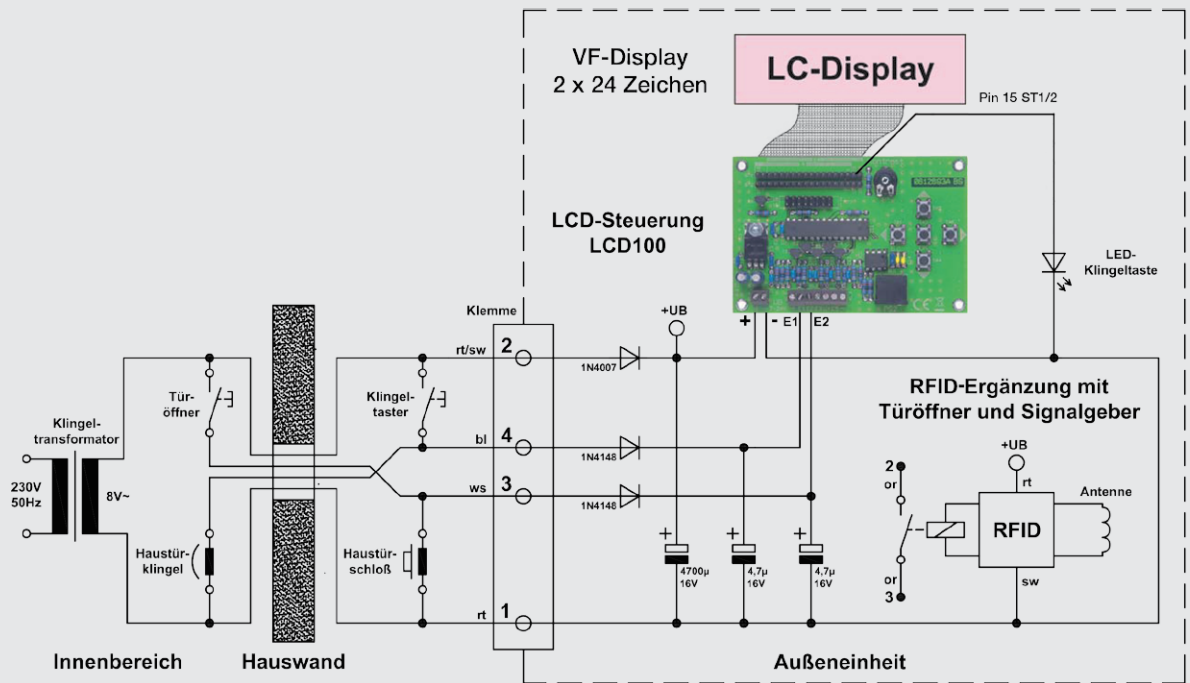 VF-Display
2 x 24 Zeichen
LC-Display
Pin 15 ST1/2
LCD-Steuerung
LCD100
LED-
Klingeltaste
+
-
E1
E2
+UB
Klemme
rt/sw
2
1N4007
Tür-
öffner
Klingel-
taster
Klingel-
transformator
bl
4
1N4148
ws
3
1N4148
230V
50Hz
8V~
Haustür-
klingel
Haustür-
schloß
+
4700µ
16V
+
4,7µ
16V
+
4,7µ
16V
rt
1
RFID-Ergänzung mit
Türöffner und Signalgeber
+UB
rt
2
or
Antenne
RFID
or
3
sw
Innenbereich
Hauswand
Außeneinheit